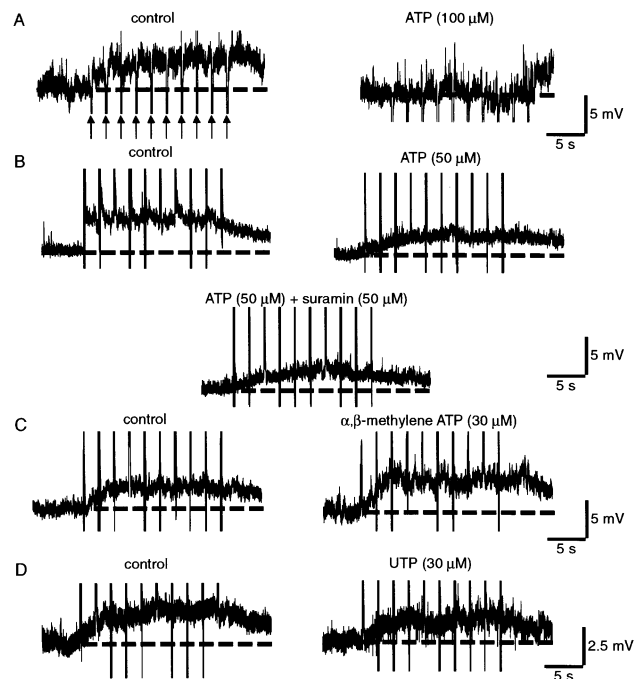 A
control
ATP (100 µM)
5 mV
5 s
B
control
ATP (50 µM)
ATP (50 µM) + suramin (50 µM)
5 mV
5 s
C
control
α,β-methylene ATP (30 µM)
5 mV
5 s
D
control
UTP (30 µM)
2.5 mV
5 s